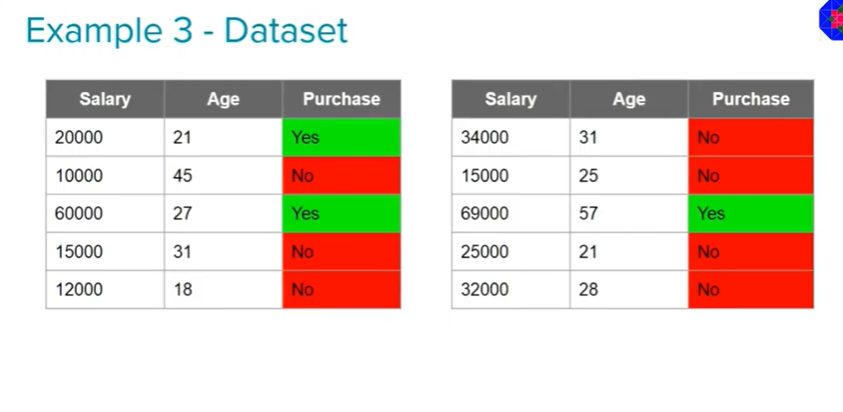 Example 3 - Dataset
Salary Age Purchase
20000 21 Yes
10000 45 No
60000 27 Yes
15000 31 No
12000 18 No
Salary Age Purchase
34000 31 No
15000 25 No
69000 57 Yes
25000 21 No
32000 28 No